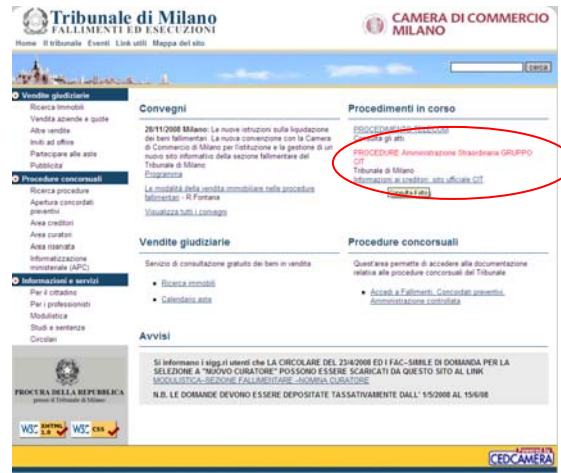 Tribunale di Milano
FALLIMENTI ED ESECUZIONI
CAMERA DI COMMERCIO
MILANO
Home Il tribunale Eventi Link utili Mappa del sito
cerca
Vendite giudiziarie
Ricerca Immobili
Vendita aziende e quote
Altre vendite
Inviti ad offrire
Partecipare alle aste
Pubblicita'
Procedure concorsuali
Ricerca procedure
Apertura concordati
preventivi
Area creditori
Area curatori
Area riservata
Informatizzazione
ministeriale (APC)
Informazioni e servizi
Per il cittadino
Per i professionisti
Modulistica
Studi e sentenze
Circolari
PROCURA DELLA REPUBBLICA
presso il Tribunale di Milano
W3C XHTML 1.0
W3C css
Convegni
28/11/2008 Milano: Le nuove istruzioni sulla liquidazione
dei beni fallimentari. La nuova convenzione con la Camera
di Commercio di Milano per l'istituzione e la gestione di un
nuovo sito informativo della sezione fallimentare del
Tribunale di Milano
Programma
Le modalità della vendita immobiliare nelle procedure
fallimentari - R.Fontana
Visualizza tutti i convegni
Procedimenti in corso
PROCEDIMENTO TELECOM
Consulta gli atti
PROCEDURE Amministrazione Straordinaria GRUPPO
CIT
Tribunale di Milano
Informazioni ai creditori: sito ufficiale CIT
Vendite giudiziarie
Servizio di consultazione gratuito dei beni in vendita
Ricerca immobili
Calendario aste
Procedure concorsuali
Quest'area permette di accedere alla documentazione
relativa alle procedure concorsuali del Tribunale
Accedi a Fallimenti, Concordati preventivi,
Amministrazione controllata
Avvisi
Si informano i sigg.ri utenti che LA CIRCOLARE DEL 23/4/2008 ED I FAC-SIMILE DI DOMANDA PER LA
SELEZIONE A "NUOVO CURATORE" POSSONO ESSERE SCARICATI DA QUESTO SITO AL LINK
MODULISTICA-SEZIONE FALLIMENTARE -NOMINA CURATORE
N.B. LE DOMANDE DEVONO ESSERE DEPOSITATE TASSATIVAMENTE DALL' 1/5/2008 AL 15/6/08
Powered by
CEDCAMERA